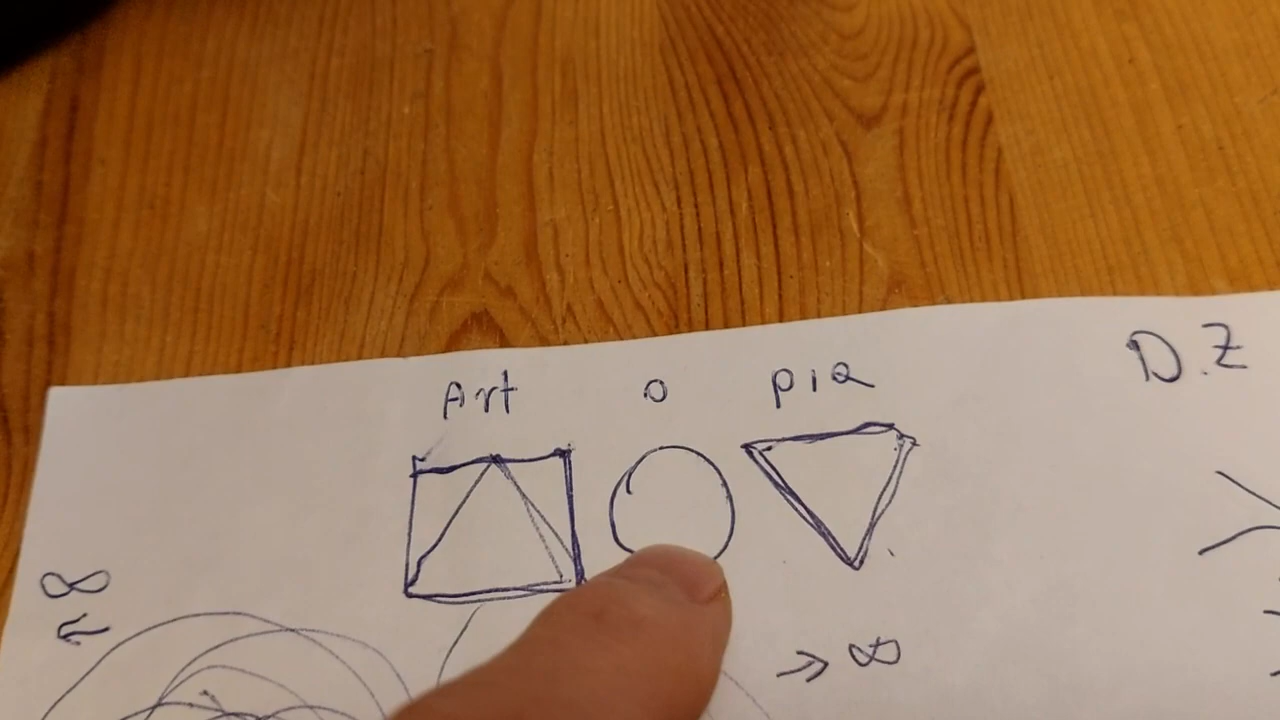 Art o pia
D.Z
∞
←
→ ∞